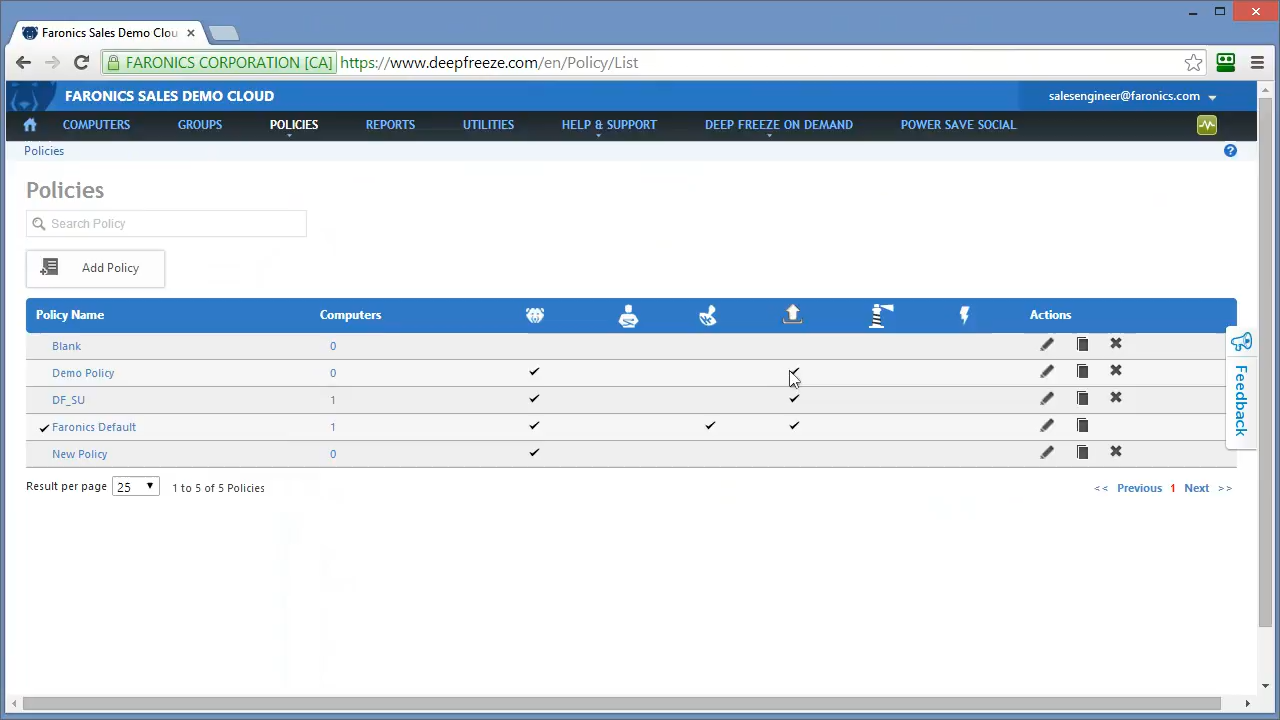 Faronics Sales Demo Clou
FARONICS CORPORATION [CA] https://www.deepfreeze.com/en/Policy/List
FARONICS SALES DEMO CLOUD salesengineer@faronics.com
COMPUTERS GROUPS POLICIES REPORTS UTILITIES HELP & SUPPORT DEEP FREEZE ON DEMAND POWER SAVE SOCIAL
Policies
Policies
Search Policy
Add Policy
Policy Name Computers Actions
Blank 0
Demo Policy 0
DF_SU 1
Faronics Default 1
New Policy 0
Result per page 25 1 to 5 of 5 Policies << Previous 1 Next >>
Feedback